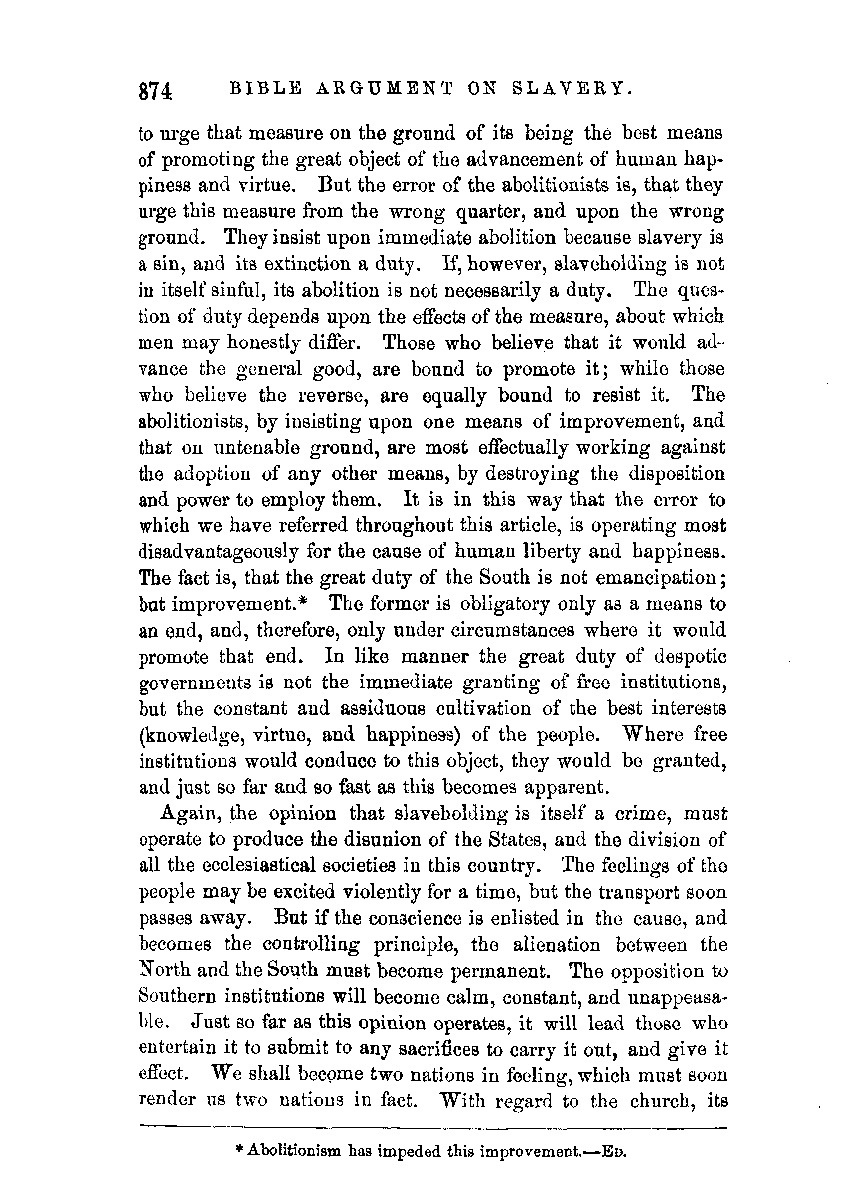 874 BIBLE ARGUMENT ON SLAVERY.
to urge that measure on the ground of its being the best means
of promoting the great object of the advancement of human hap-
piness and virtue. But the error of the abolitionists is, that they
urge this measure from the wrong quarter, and upon the wrong
ground. They insist upon immediate abolition because slavery is
a sin, and its extinction a duty. If, however, slaveholding is not
in itself sinful, its abolition is not necessarily a duty. The ques-
tion of duty depends upon the effects of the measure, about which
men may honestly differ. Those who believe that it would ad-
vance the general good, are bound to promote it; while those
who believe the reverse, are equally bound to resist it. The
abolitionists, by insisting upon one means of improvement, and
that on untenable ground, are most effectually working against
the adoption of any other means, by destroying the disposition
and power to employ them. It is in this way that the error to
which we have referred throughout this article, is operating most
disadvantageously for the cause of human liberty and happiness.
The fact is, that the great duty of the South is not emancipation;
but improvement.* The former is obligatory only as a means to
an end, and, therefore, only under circumstances where it would
promote that end. In like manner the great duty of despotic
governments is not the immediate granting of free institutions,
but the constant and assiduous cultivation of the best interests
(knowledge, virtue, and happiness) of the people. Where free
institutions would conduce to this object, they would be granted,
and just so far and so fast as this becomes apparent.
Again, the opinion that slaveholding is itself a crime, must
operate to produce the disunion of the States, and the division of
all the ecclesiastical societies in this country. The feelings of the
people may be excited violently for a time, but the transport soon
passes away. But if the conscience is enlisted in the cause, and
becomes the controlling principle, the alienation between the
North and the South must become permanent. The opposition to
Southern institutions will become calm, constant, and unappeasa-
ble. Just so far as this opinion operates, it will lead those who
entertain it to submit to any sacrifices to carry it out, and give it
effect. We shall become two nations in feeling, which must soon
render us two nations in fact. With regard to the church, its
* Abolitionism has impeded this improvement.—ED.